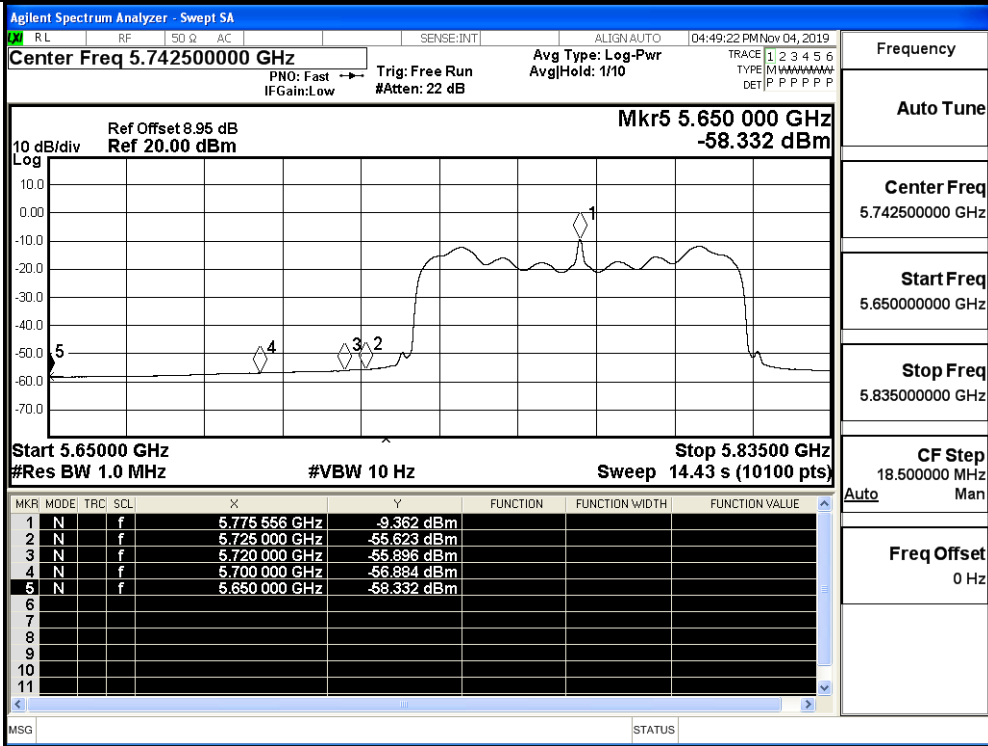 Agilent Spectrum Analyzer - Swept SA
LXI RL RF 50 Ω AC SENSE:INT ALIGN AUTO 04:49:22 PM Nov 04, 2019
Center Freq 5.742500000 GHz
PNO: Fast
IFGain:Low
Trig: Free Run
#Atten: 22 dB
Avg Type: Log-Pwr
Avg|Hold: 1/10
TRACE 1 2 3 4 5 6
TYPE M
DET P P P P P P
Mkr5 5.650 000 GHz
-58.332 dBm
Ref Offset 8.95 dB
10 dB/div Ref 20.00 dBm
Log
10.0
0.00
-10.0
-20.0
-30.0
-40.0
-50.0
-60.0
-70.0
1
2
3
4
5
Start 5.65000 GHz Stop 5.83500 GHz
#Res BW 1.0 MHz #VBW 10 Hz Sweep 14.43 s (10100 pts)
MKR MODE TRC SCL X Y FUNCTION FUNCTION WIDTH FUNCTION VALUE
1 N f 5.775 556 GHz -9.362 dBm
2 N f 5.725 000 GHz -55.623 dBm
3 N f 5.720 000 GHz -55.896 dBm
4 N f 5.700 000 GHz -56.884 dBm
5 N f 5.650 000 GHz -58.332 dBm
6
7
8
9
10
11
MSG STATUS
Frequency
Auto Tune
Center Freq
5.742500000 GHz
Start Freq
5.650000000 GHz
Stop Freq
5.835000000 GHz
CF Step
18.500000 MHz
Auto Man
Freq Offset
0 Hz